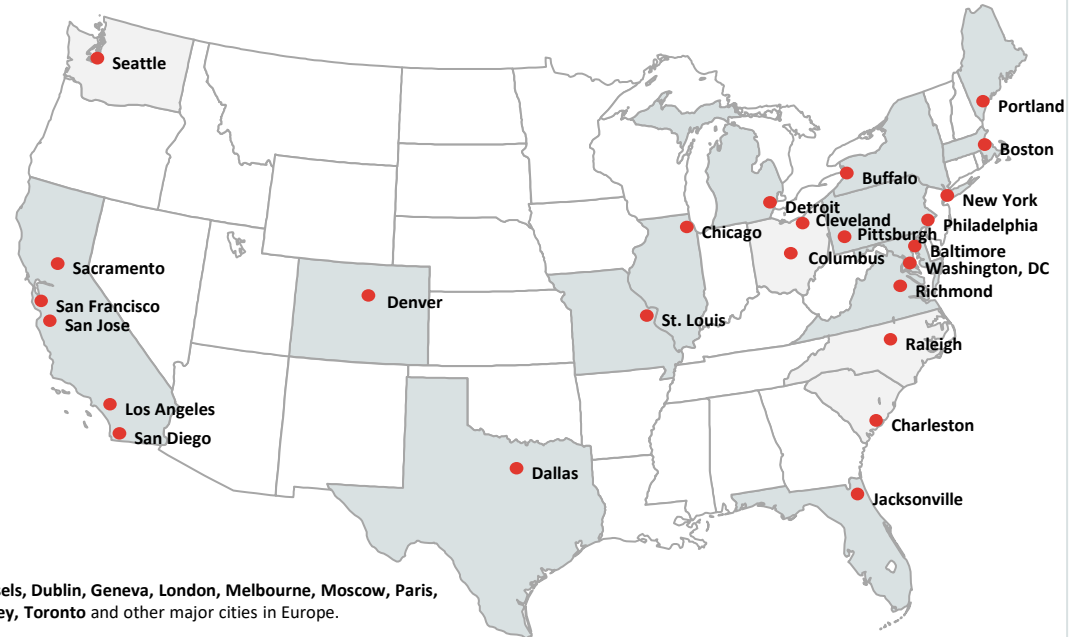 Seattle
Portland
Boston
Buffalo
New York
Detroit
Cleveland
Philadelphia
Chicago
Pittsburgh
Baltimore
Columbus
Washington, DC
Sacramento
Richmond
Denver
San Francisco
St. Louis
San Jose
Raleigh
Los Angeles
Charleston
San Diego
Dallas
Jacksonville
Dublin, Geneva, London, Melbourne, Moscow, Paris,
Toronto and other major cities in Europe.